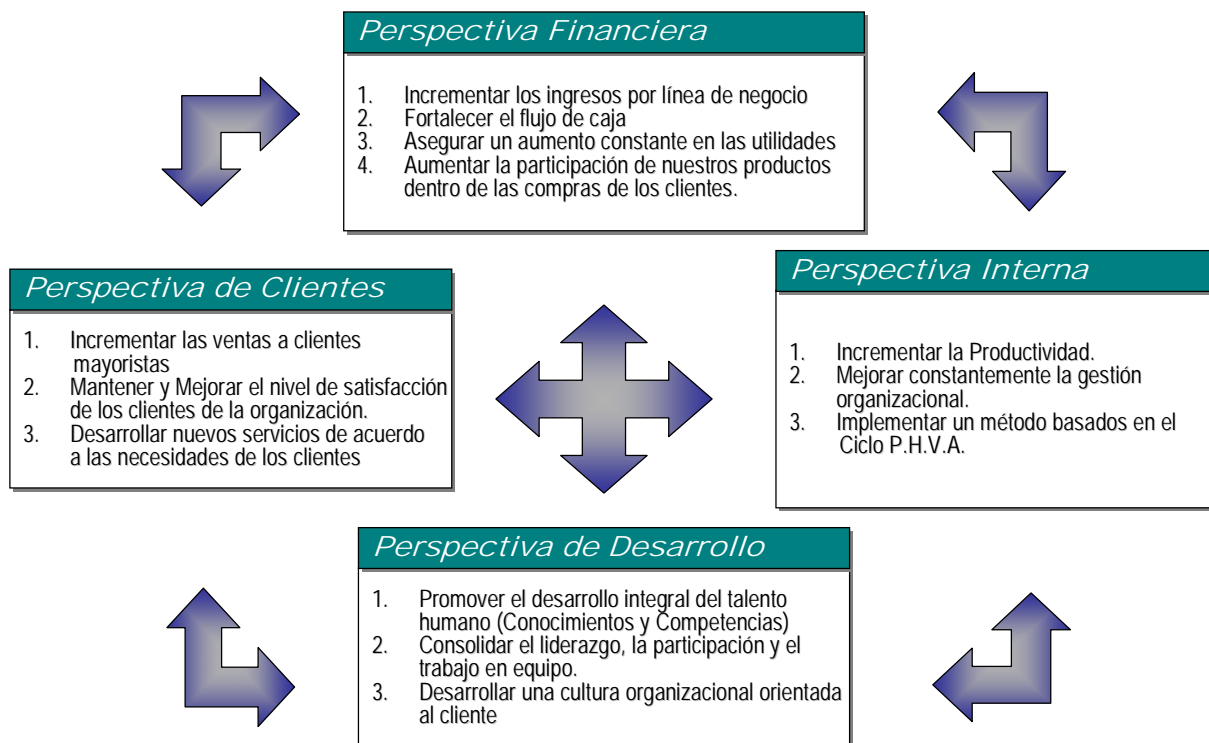 Perspectiva Financiera
1. Incrementar los ingresos por línea de negocio
2. Fortalecer el flujo de caja
3. Asegurar un aumento constante en las utilidades
4. Aumentar la participación de nuestros productos
dentro de las compras de los clientes.
Perspectiva de Clientes
1. Incrementar las ventas a clientes
mayoristas
2. Mantener y Mejorar el nivel de satisfacción
de los clientes de la organización.
3. Desarrollar nuevos servicios de acuerdo
a las necesidades de los clientes
Perspectiva Interna
1. Incrementar la Productividad.
2. Mejorar constantemente la gestión
organizacional.
3. Implementar un método basados en el
Ciclo P.H.V.A.
Perspectiva de Desarrollo
1. Promover el desarrollo integral del talento
humano (Conocimientos y Competencias)
2. Consolidar el liderazgo, la participación y el
trabajo en equipo.
3. Desarrollar una cultura organizacional orientada
al cliente